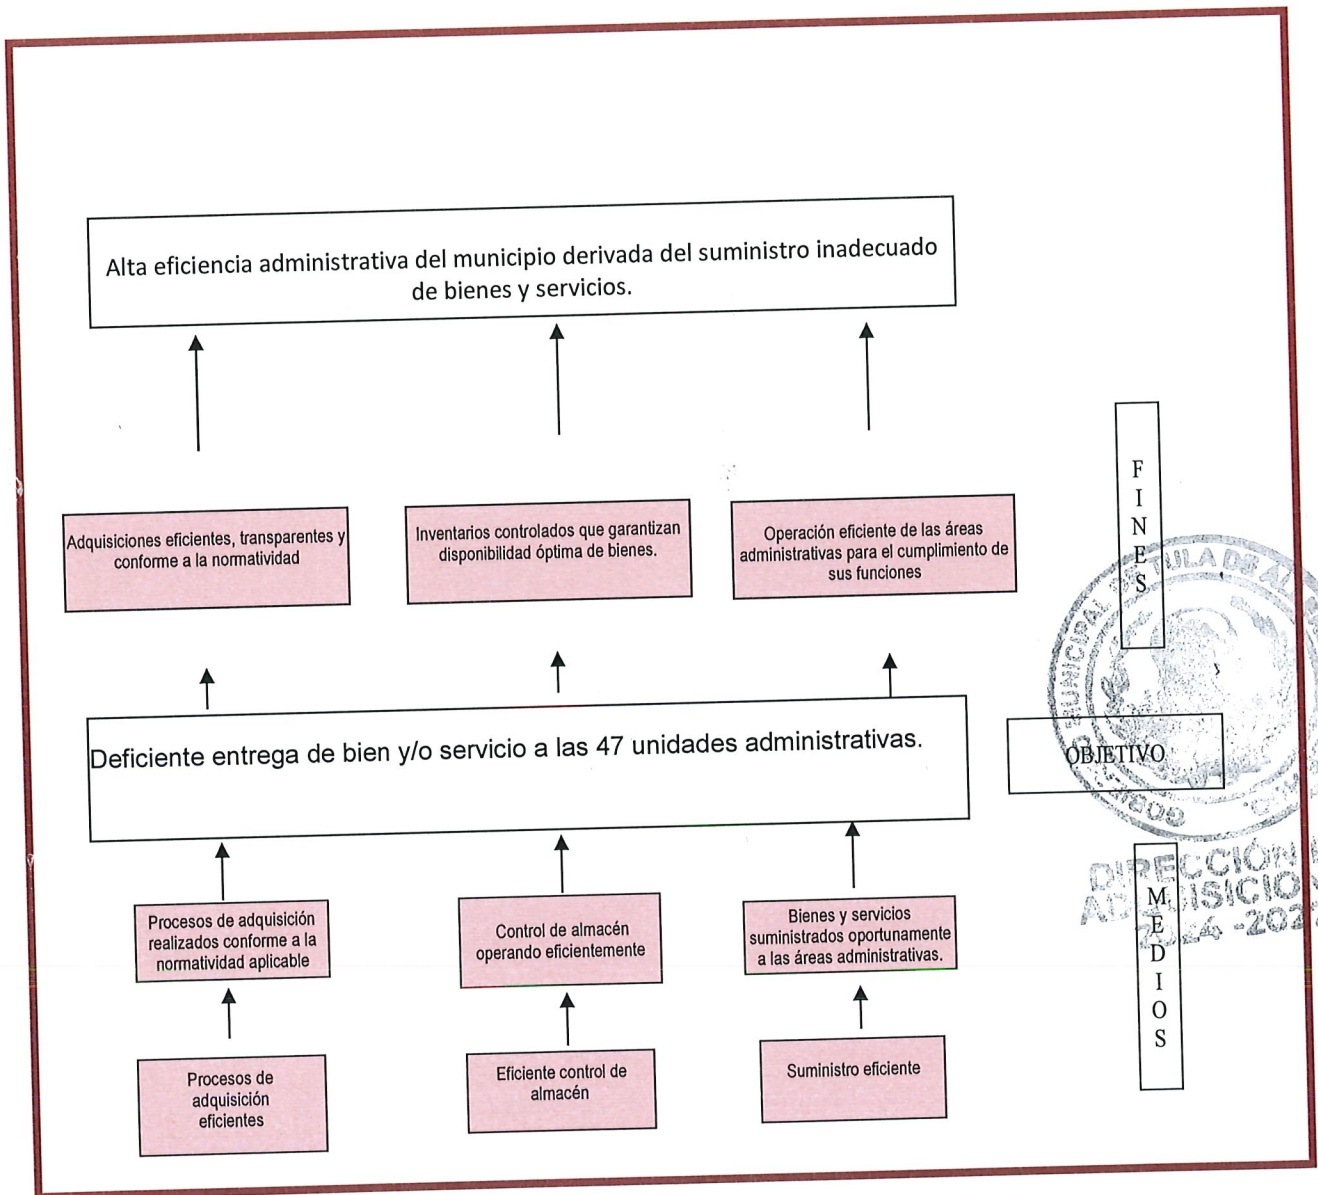 Alta eficiencia administrativa del municipio derivada del suministro inadecuado
de bienes y servicios.
Adquisiciones eficientes, transparentes y
conforme a la normatividad
Inventarios controlados que garantizan
disponibilidad óptima de bienes.
Operación eficiente de las áreas
administrativas para el cumplimiento de
sus funciones
F
I
N
E
S
Deficiente entrega de bien y/o servicio a las 47 unidades administrativas.
OBJETIVO
MUNICIPAL
TULA DE
DIRECCIÓN
Procesos de adquisición
realizados conforme a la
normatividad aplicable
Control de almacén
operando eficientemente
Bienes y servicios
suministrados oportunamente
a las áreas administrativas.
M
E
D
I
O
S
Procesos de
adquisición
eficientes
Eficiente control de
almacén
Suministro eficiente